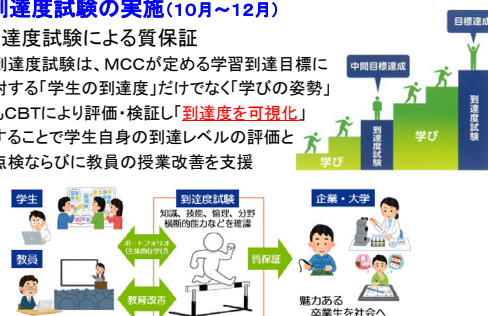 到達度試験の実施(10月～12月)
達度試験による質保証
到達度試験は、MCCが定める学習到達目標に
対する「学生の到達度」だけでなく「学びの姿勢」
もCBTにより評価・検証し「到達度を可視化」
することで学生自身の到達レベルの評価と
点検ならびに教員の授業改善を支援
目標達成
中間目標達成
到達度試験
学び
到達度試験
学び
学生
到達度試験
企業・大学
知識、技能、倫理、分野
横断的能力などを確認
ポートフォリオ
(主体的な学び)
質保証
教員
教育改善
魅力ある
卒業生を社会へ